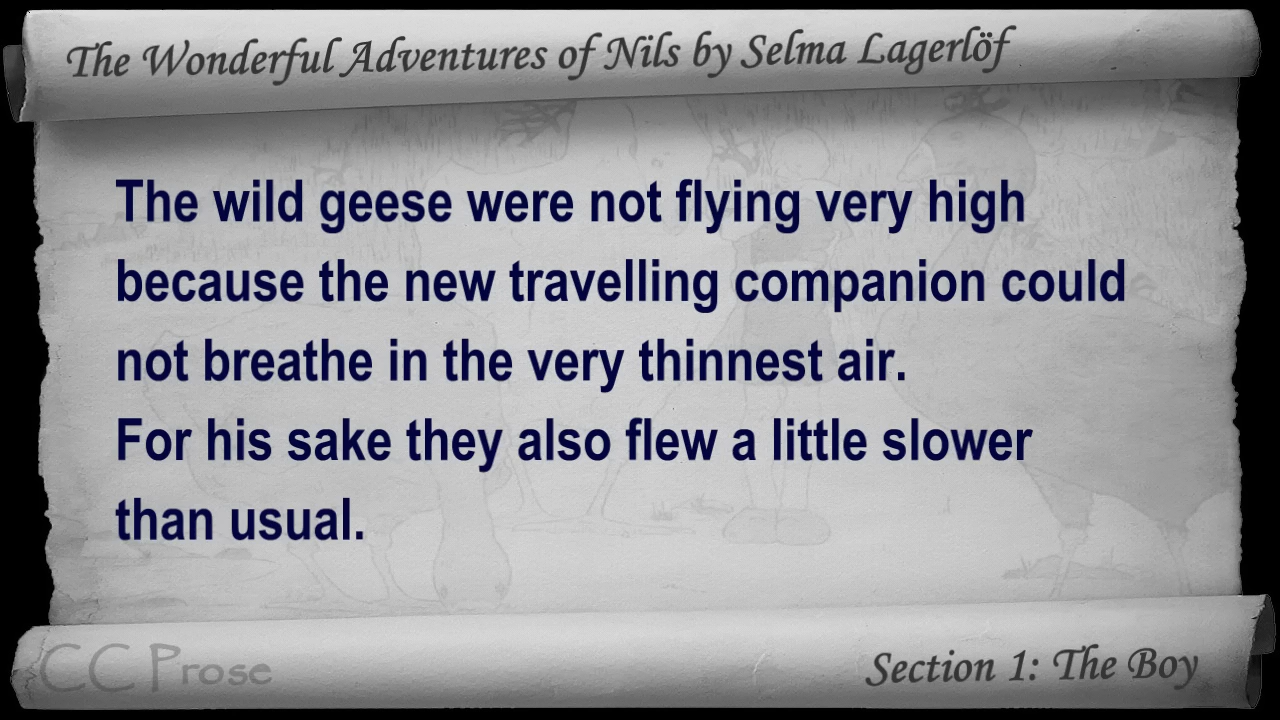 The Wonderful Adventures of Nils by Selma Lagerlöf
The wild geese were not flying very high
because the new travelling companion could
not breathe in the very thinnest air.
For his sake they also flew a little slower
than usual.
CC Prose
Section 1: The Boy